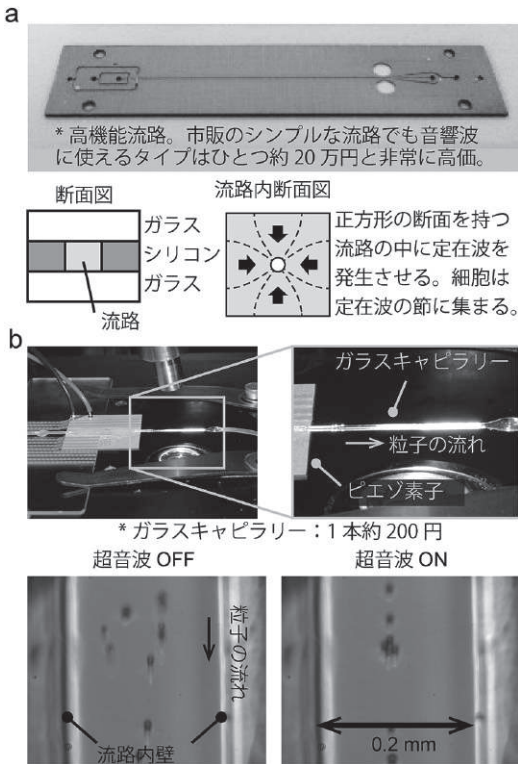 a
* 高機能流路。市販のシンプルな流路でも音響波
に使えるタイプはひとつ約 20 万円と非常に高価。
断面図
ガラス
シリコン
ガラス
流路
流路内断面図
正方形の断面を持つ
流路の中に定在波を
発生させる。細胞は
定在波の節に集まる。
b
ガラスキャピラリー
粒子の流れ
ピエゾ素子
* ガラスキャピラリー：1 本約 200 円
超音波 OFF
粒子の流れ
流路内壁
超音波 ON
0.2 mm